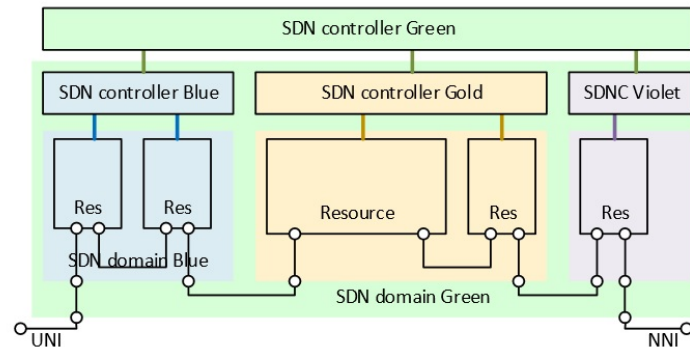 SDN controller Green
SDN controller Blue
SDN controller Gold
SDNC Violet
Res
Res
Resource
Res
Res
SDN domain Blue
SDN domain Green
UNI
NNI